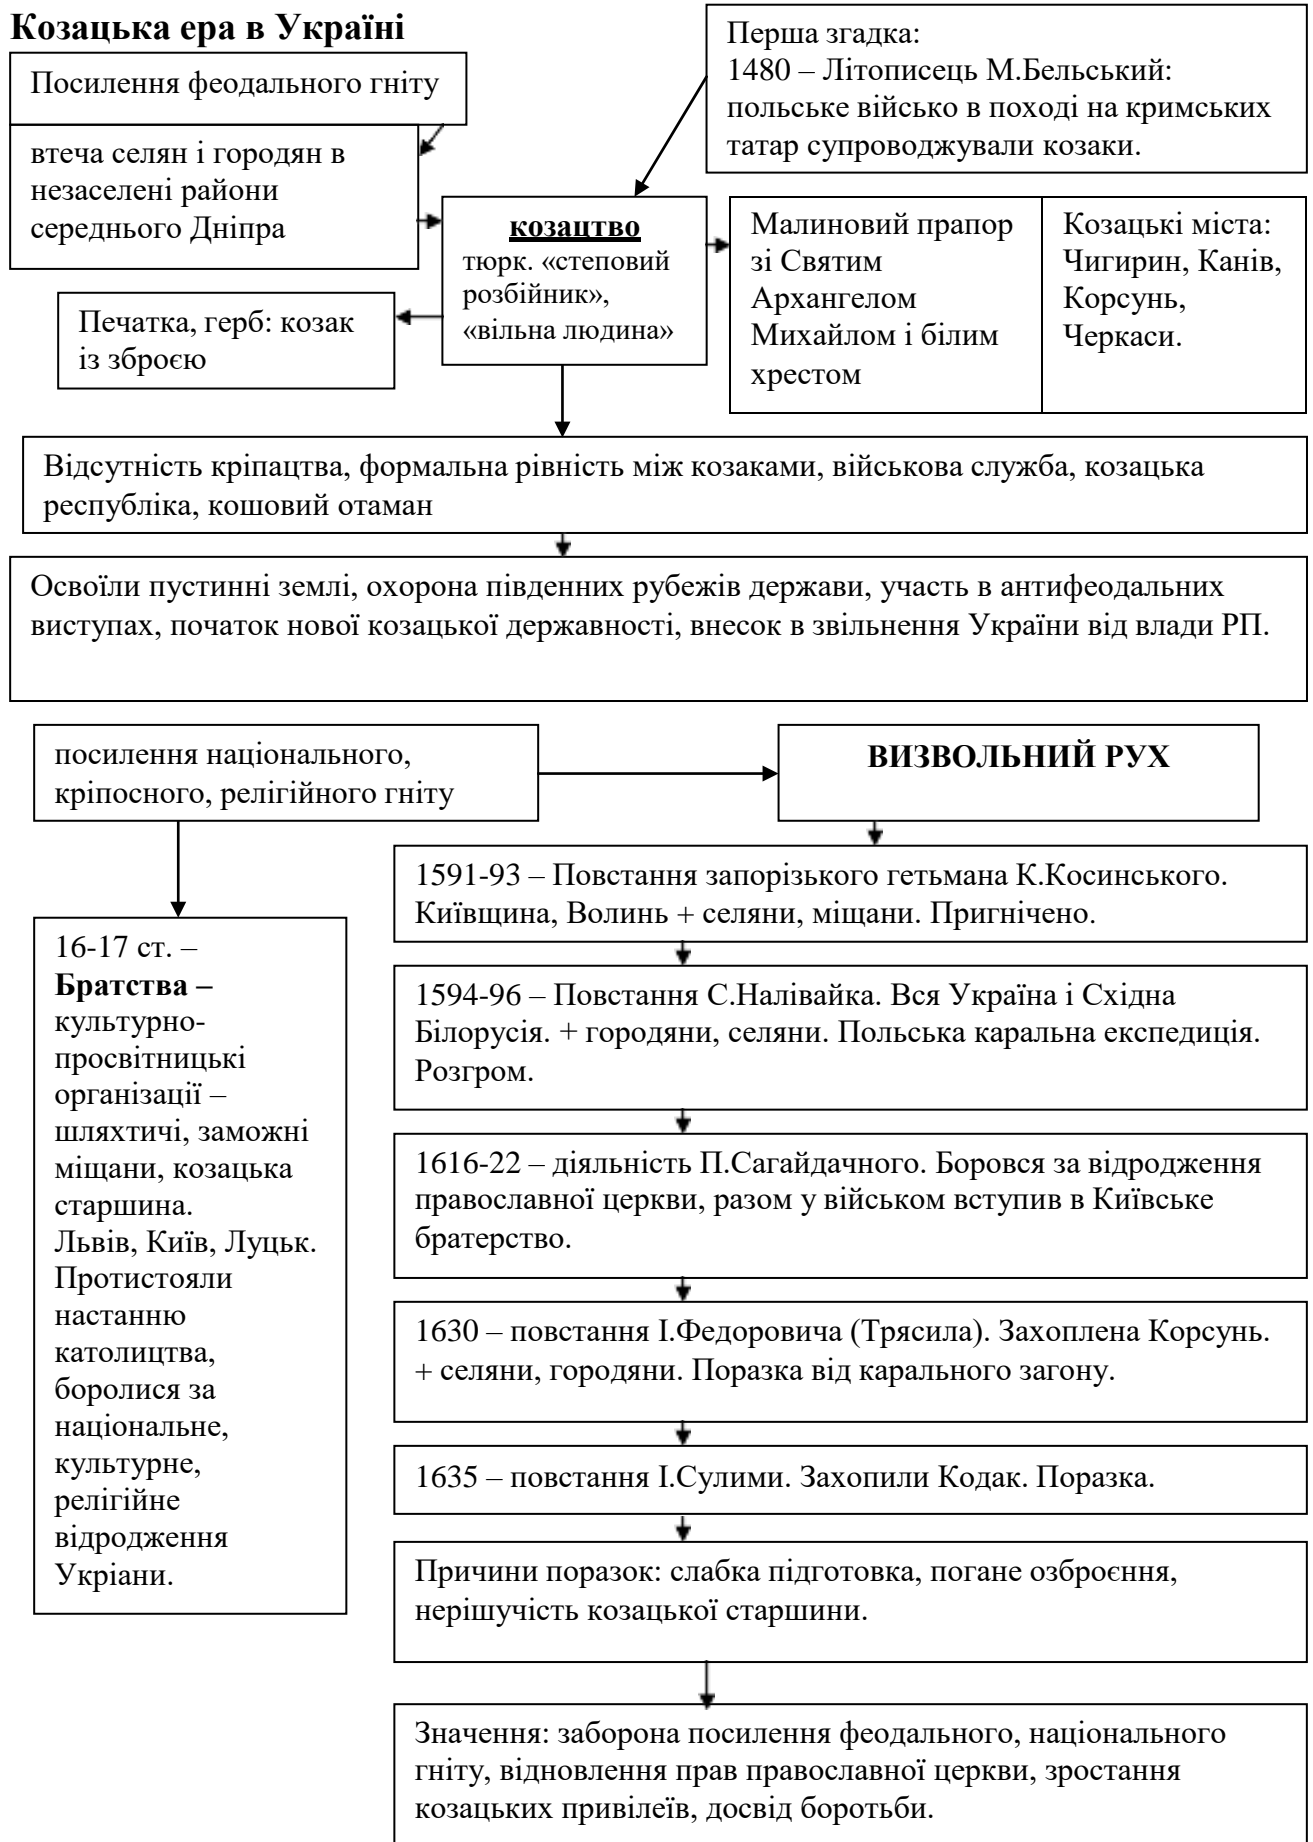 Козацька ера в Україні
Посилення феодального гніту
втеча селян і городян в
незаселені райони
середнього Дніпра
Перша згадка:
1480 – Літописець М.Бельський:
польське військо в поході на кримських
татар супроводжували козаки.
козацтво
тюрк. «степовий
розбійник»,
«вільна людина»
Малиновий прапор
зі Святим
Архангелом
Михайлом і білим
хрестом
Козацькі міста:
Чигирин, Канів,
Корсунь,
Черкаси.
Печатка, герб: козак
із зброєю
Відсутність кріпацтва, формальна рівність між козаками, військова служба, козацька
республіка, кошовий отаман
Освоїли пустинні землі, охорона південних рубежів держави, участь в антифеодальних
виступах, початок нової козацької державності, внесок в звільнення України від влади РП.
посилення національного,
кріпосного, релігійного гніту
ВИЗВОЛЬНИЙ РУХ
16-17 ст. –
Братства –
культурно-
просвітницькі
організації –
шляхтичі, заможні
міщани, козацька
старшина.
Львів, Київ, Луцьк.
Протистояли
настанню
католицтва,
боролися за
національне,
культурне,
релігійне
відродження
Укріани.
1591-93 – Повстання запорізького гетьмана К.Косинського.
Київщина, Волинь + селяни, міщани. Пригнічено.
1594-96 – Повстання С.Налівайка. Вся Україна і Східна
Білорусія. + городяни, селяни. Польська каральна експедиція.
Розгром.
1616-22 – діяльність П.Сагайдачного. Боровся за відродження
православної церкви, разом у військом вступив в Київське
братерство.
1630 – повстання І.Федоровича (Трясила). Захоплена Корсунь.
+ селяни, городяни. Поразка від карального загону.
1635 – повстання І.Сулими. Захопили Кодак. Поразка.
Причини поразок: слабка підготовка, погане озброєння,
нерішучість козацької старшини.
Значення: заборона посилення феодального, національного
гніту, відновлення прав православної церкви, зростання
козацьких привілеїв, досвід боротьби.